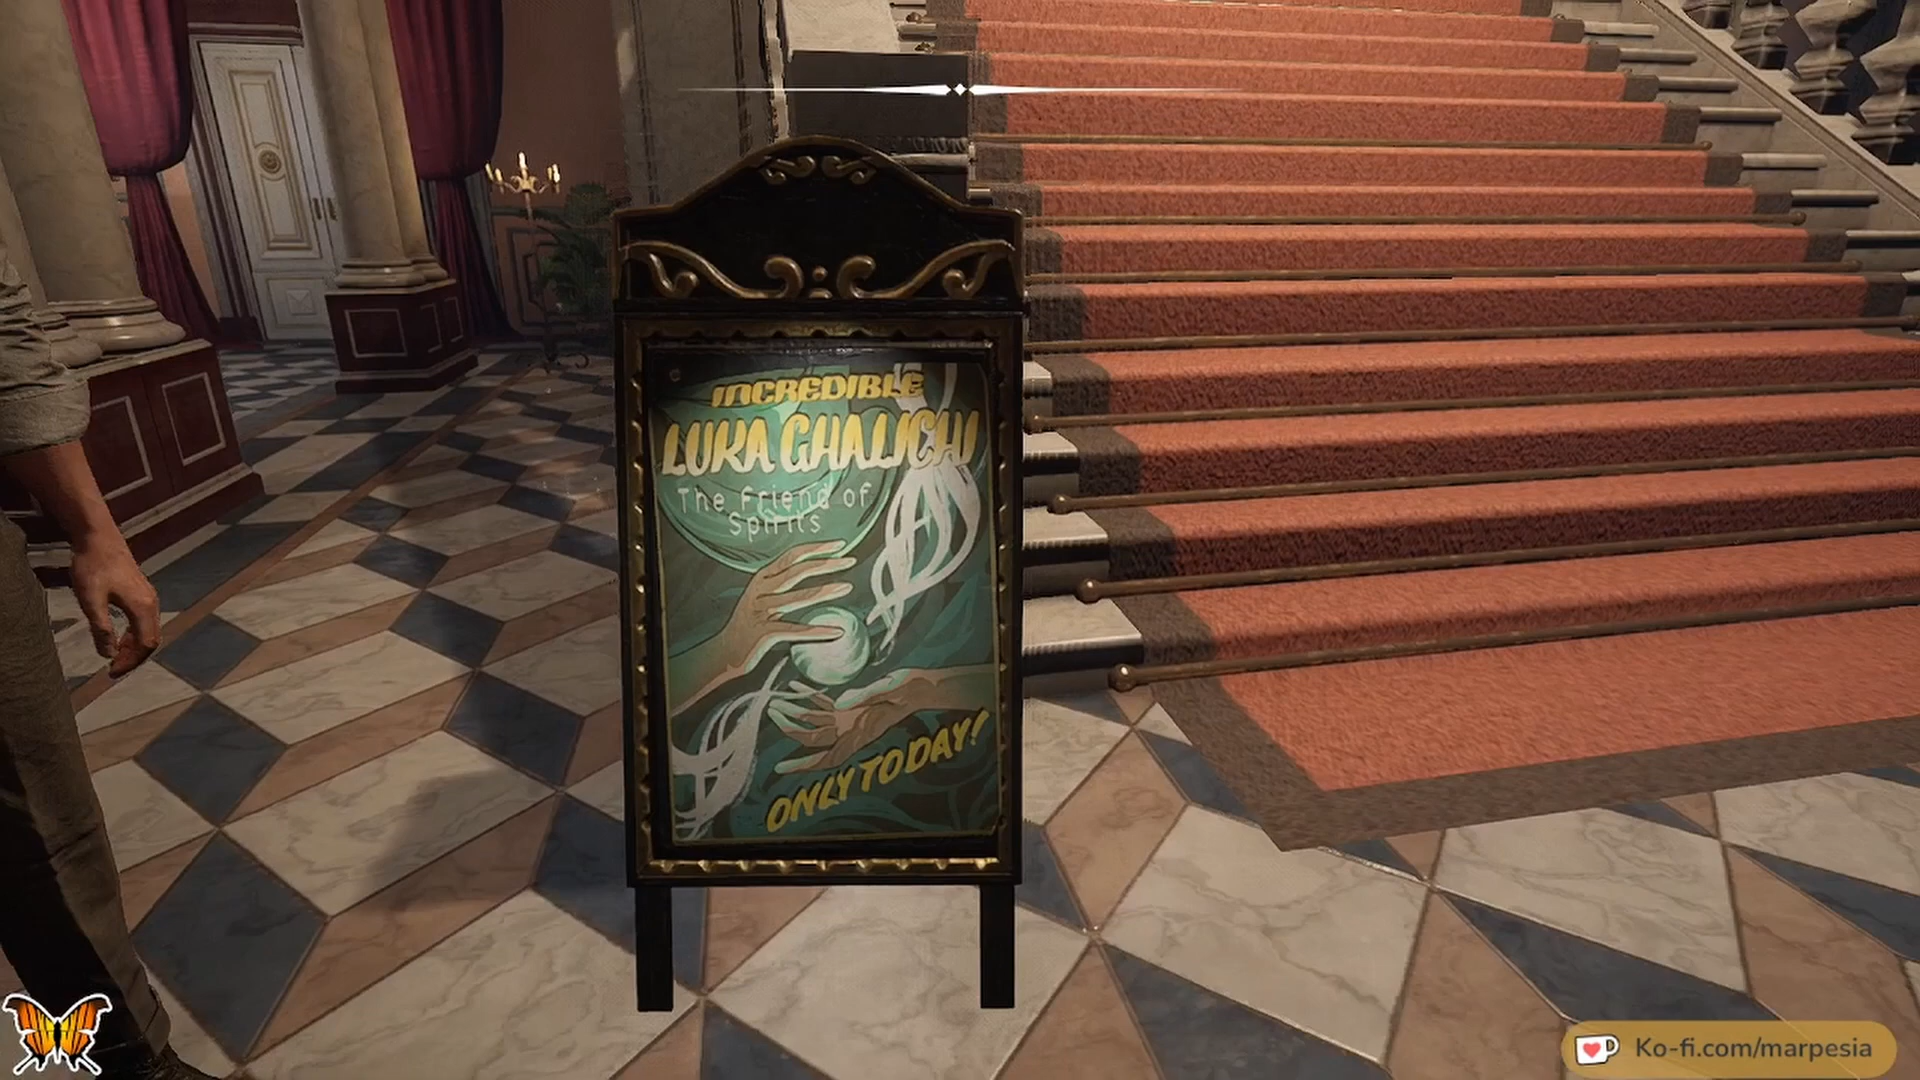 INCREDIBLE
LUKA GHALICHI
The Friend of
Spirits
ONLY TODAY!
Ko-fi.com/marpesia